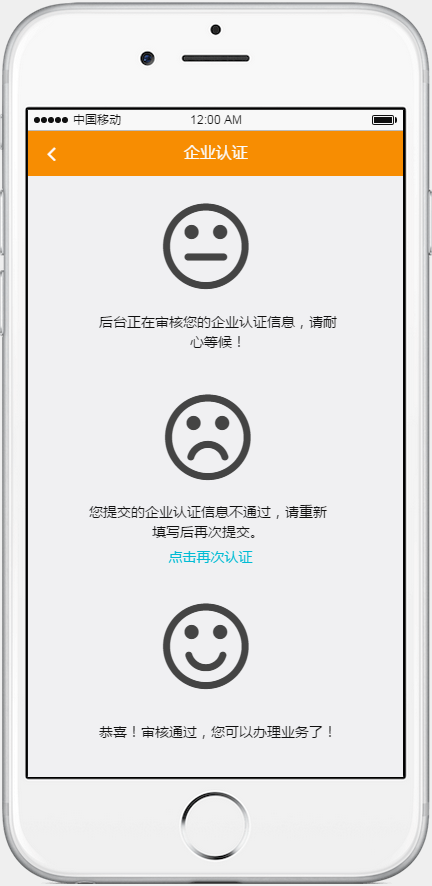 中国移动 12:00 AM
企业认证
后台正在审核您的企业认证信息，请耐
心等候！
您提交的企业认证信息不通过，请重新
填写后再次提交。
点击再次认证
恭喜！审核通过，您可以办理业务了！